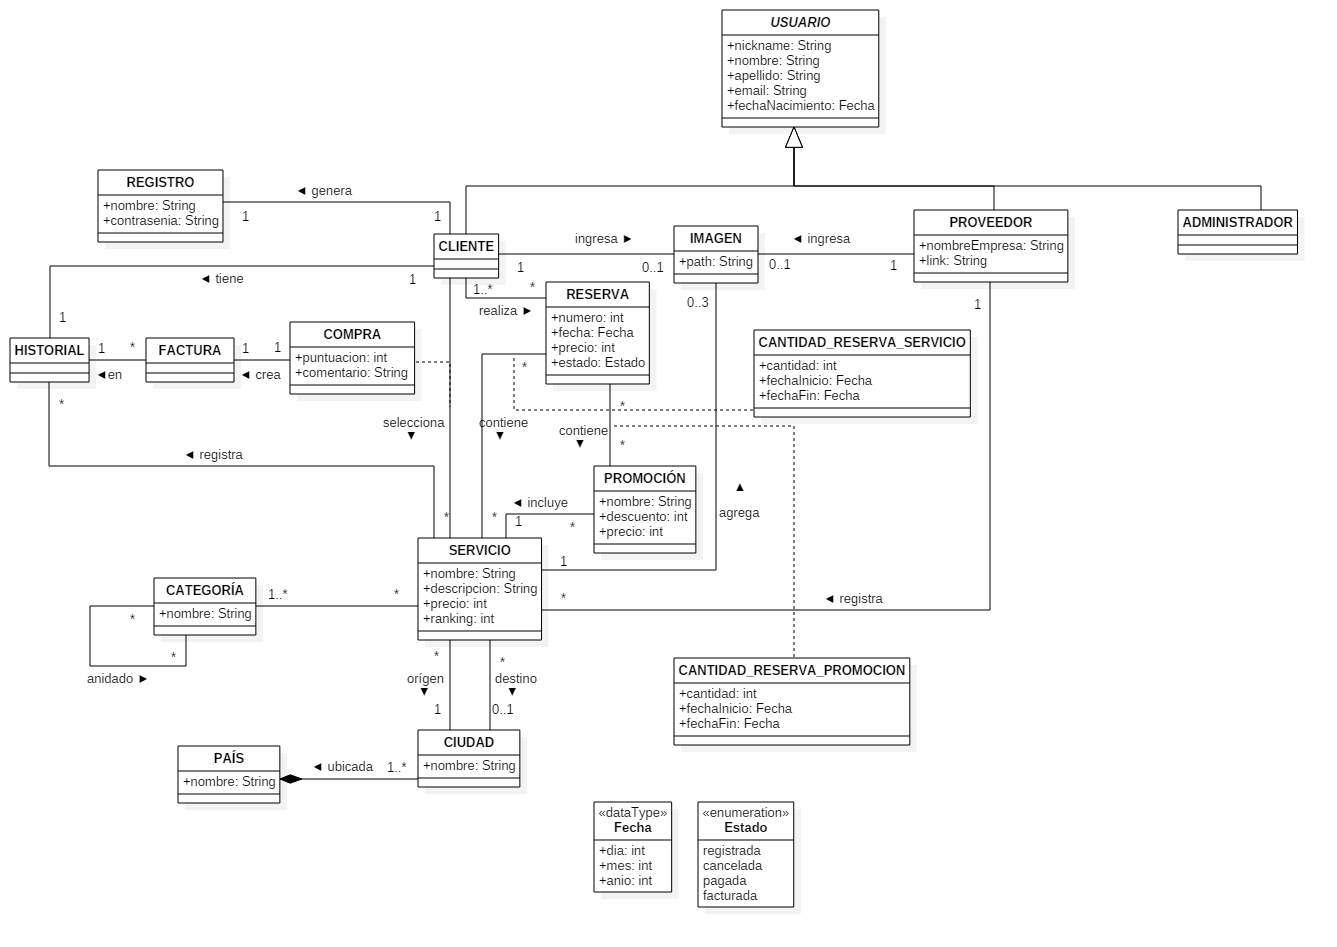 USUARIO
+nickname: String
+nombre: String
+apellido: String
+email: String
+fechaNacimiento: Fecha
REGISTRO
+nombre: String
+contrasenia: String
◄ genera
1
1
CLIENTE
ingresa ►
1
0..1
IMAGEN
+path: String
◄ ingresa
0..1
1
PROVEEDOR
+nombreEmpresa: String
+link: String
ADMINISTRADOR
◄ tiene
1
1
1..*
*
realiza ►
RESERVA
+numero: int
+fecha: Fecha
+precio: int
+estado: Estado
0..3
1
HISTORIAL
1
*
◄en
FACTURA
1
1
◄ crea
COMPRA
+puntuacion: int
+comentario: String
CANTIDAD_RESERVA_SERVICIO
+cantidad: int
+fechaInicio: Fecha
+fechaFin: Fecha
*
*
*
selecciona
▼
contiene
▼
contiene
▼
*
◄ registra
PROMOCIÓN
+nombre: String
+descuento: int
+precio: int
◄ incluye
1
*
▲
agrega
*
*
SERVICIO
+nombre: String
+descripcion: String
+precio: int
+ranking: int
1
*
◄ registra
CATEGORÍA
+nombre: String
1..*
*
*
*
anidado ►
*
orígen
▼
1
*
destino
▼
0..1
CANTIDAD_RESERVA_PROMOCION
+cantidad: int
+fechaInicio: Fecha
+fechaFin: Fecha
PAÍS
+nombre: String
◄ ubicada
1..*
CIUDAD
+nombre: String
«dataType»
Fecha
+dia: int
+mes: int
+anio: int
«enumeration»
Estado
registrada
cancelada
pagada
facturada